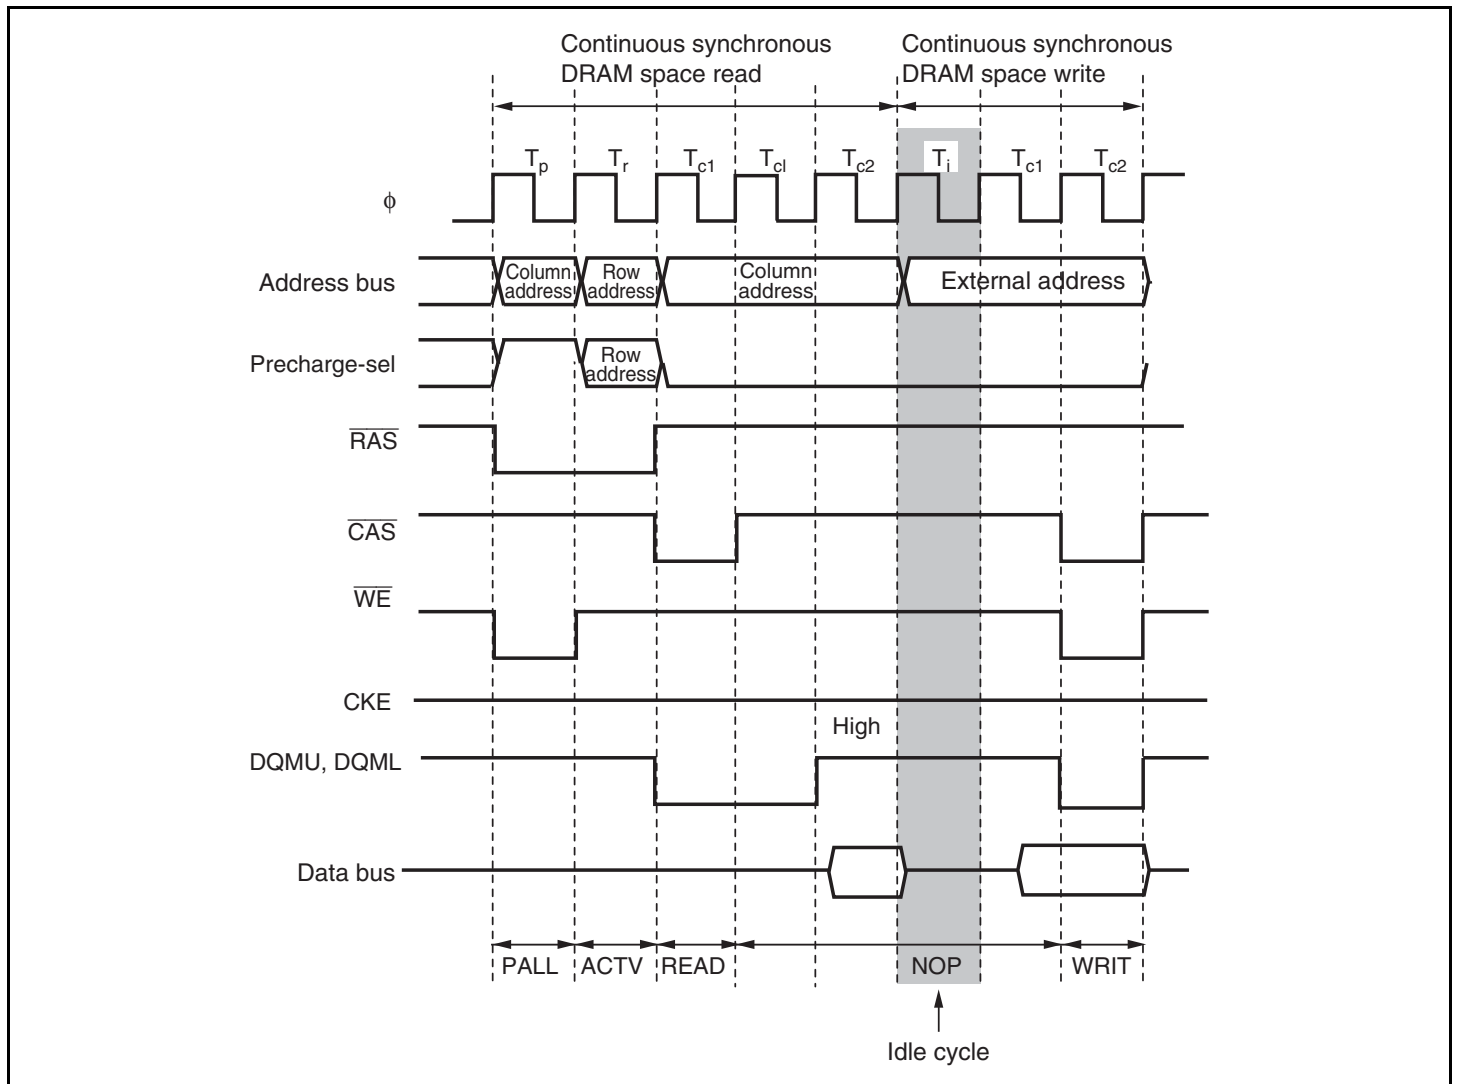 Continuous synchronous
DRAM space read
Continuous synchronous
DRAM space write
Tp
Tr
Tc1
Tcl
Tc2
Ti
Tc1
Tc2
ϕ
Address bus
Column
address
Row
address
Column
address
External address
Precharge-sel
Row
address
RAS
CAS
WE
CKE
High
DQMU, DQML
Data bus
PALL
ACTV
READ
NOP
WRIT
Idle cycle